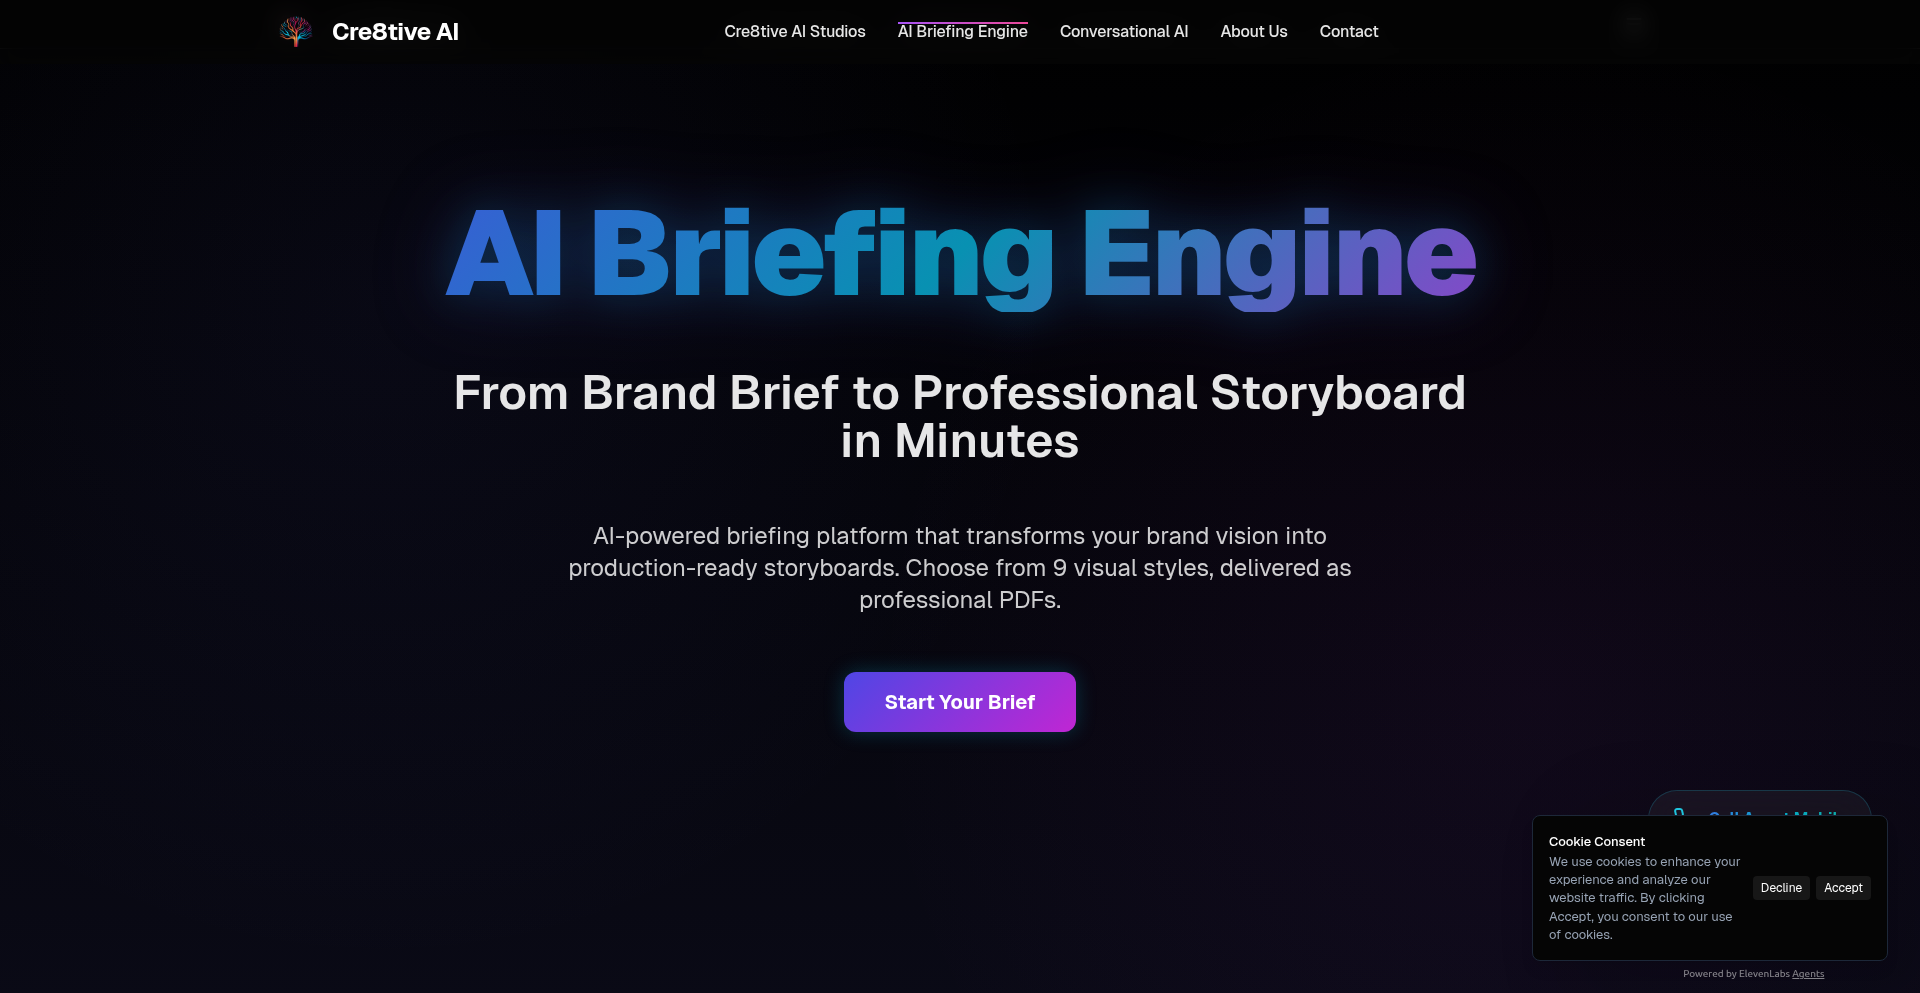 Cre8tive AI
Cre8tive AI Studios
AI Briefing Engine
Conversational AI
About Us
Contact
AI Briefing Engine
From Brand Brief to Professional Storyboard
in Minutes
AI-powered briefing platform that transforms your brand vision into
production-ready storyboards. Choose from 9 visual styles, delivered as
professional PDFs.
Start Your Brief
Cookie Consent
We use cookies to enhance your
experience and analyze our
website traffic. By clicking
Accept, you consent to our use
of cookies.
Decline
Accept
Powered by ElevenLabs Agents